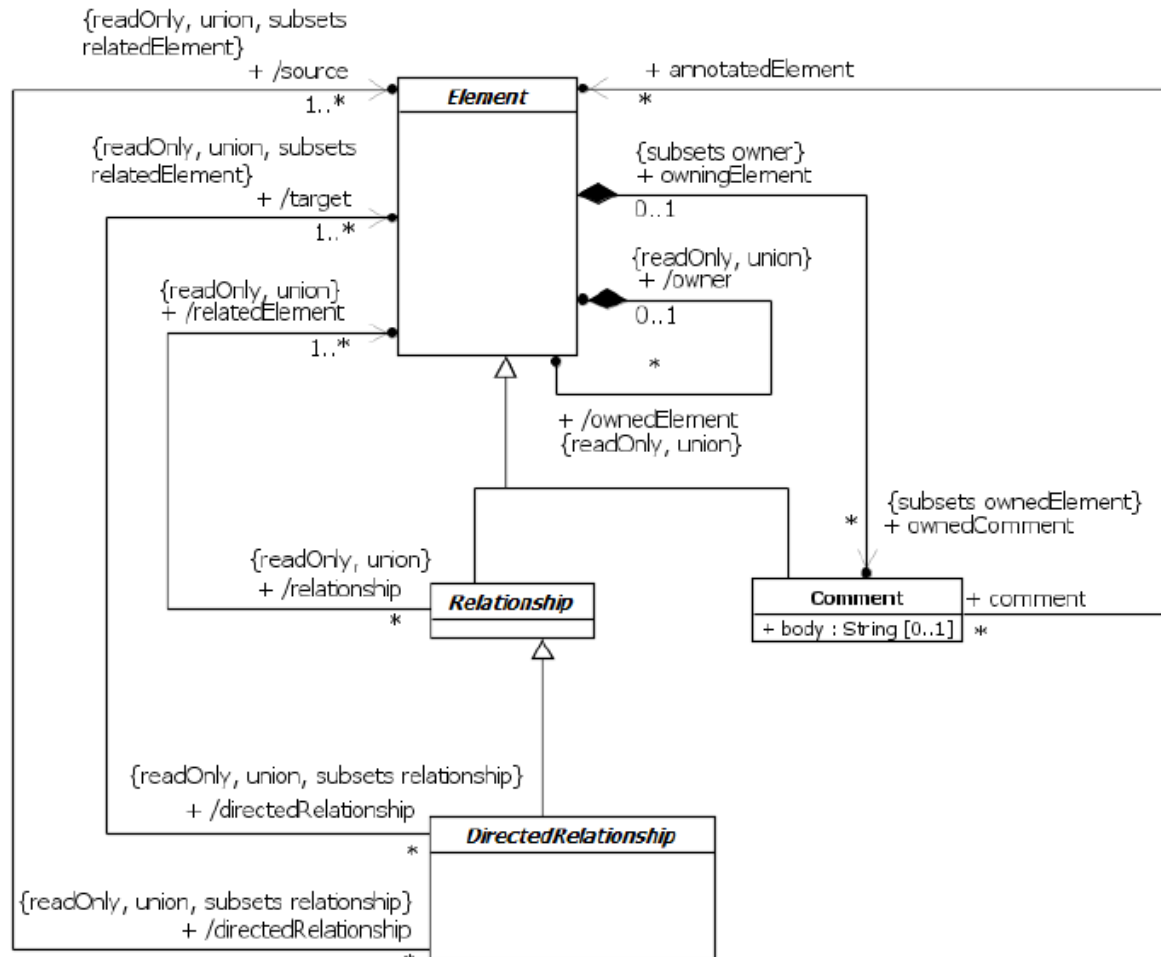 {readOnly, union, subsets
relatedElement}
+ /source
1..*
Element
+ annotatedElement
*
{readOnly, union, subsets
relatedElement}
+ /target
1..*
{subsets owner}
+ owningElement
0..1
{readOnly, union}
+ /owner
0..1
{readOnly, union}
+ /relatedElement
1..*
*
+ /ownedElement
{readOnly, union}
{subsets ownedElement}
+ ownedComment
*
{readOnly, union}
+ /relationship
*
Relationship
Comment
+ body : String [0..1]
+ comment
*
{readOnly, union, subsets relationship}
+ /directedRelationship
*
DirectedRelationship
{readOnly, union, subsets relationship}
+ /directedRelationship
*